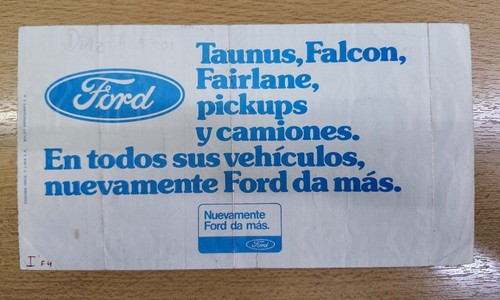 Ford
Taunus, Falcon,
Fairlane,
pickups
y camiones.
En todos sus vehículos,
nuevamente Ford da más.
Nuevamente
Ford da más.
Ford
I F4